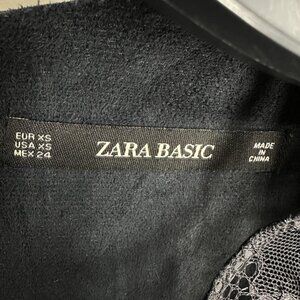 EUR XS
USA XS
MEX 24
ZARA BASIC
MADE
IN
CHINA